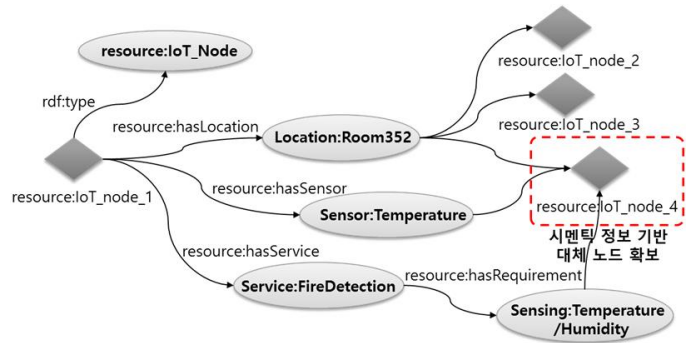 resource:IoT_Node
resource:IoT_node_2
rdf:type
resource:hasLocation
Location:Room352
resource:IoT_node_3
resource:IoT_node_1
resource:hasSensor
Sensor:Temperature
resource:IoT_node_4
시멘틱 정보 기반
대체 노드 확보
resource:hasService
Service:FireDetection
resource:hasRequirement
Sensing:Temperature
/Humidity